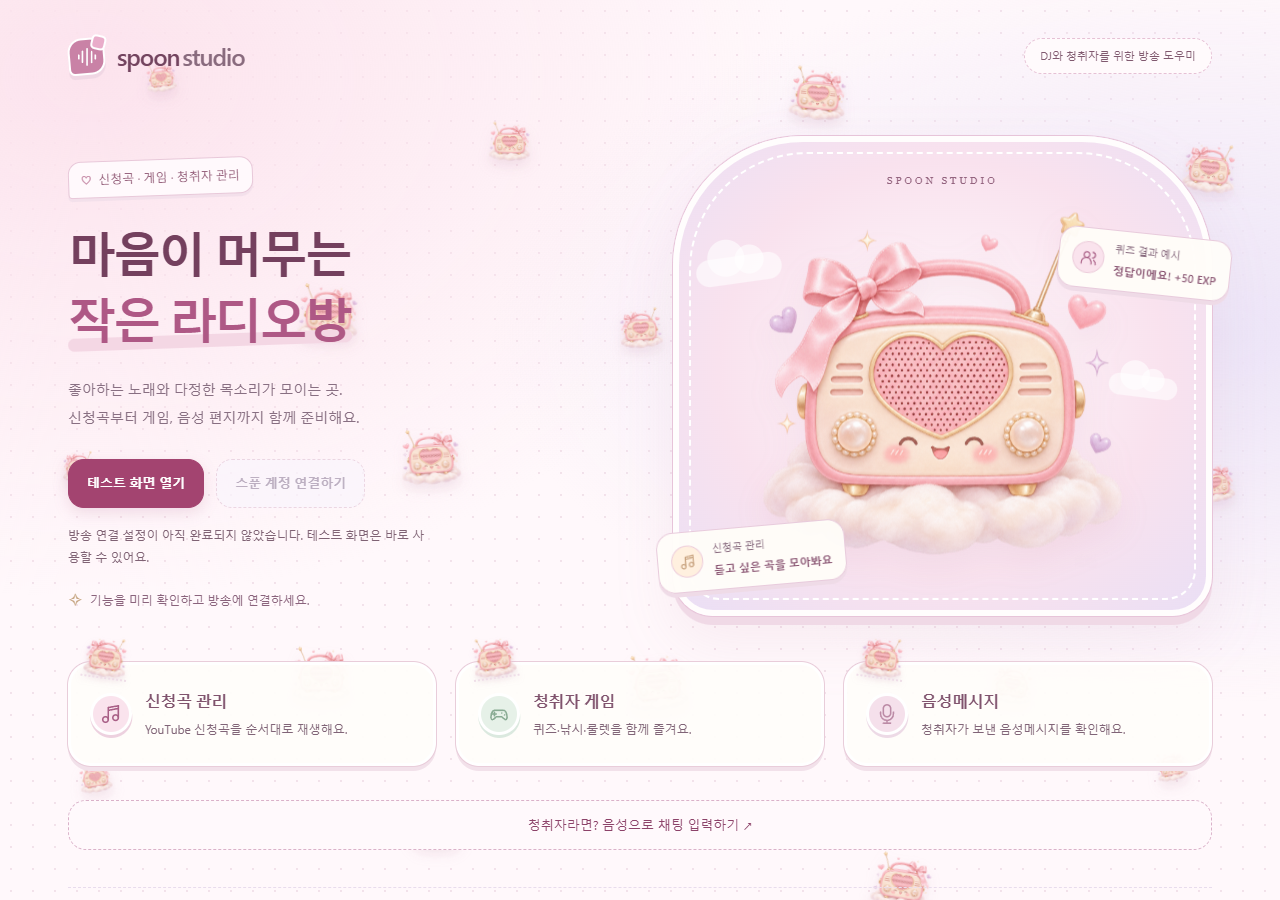 spoon studio
DJ와 청취자를 위한 방송 도우미
신청곡 · 게임 · 청취자 관리
마음이 머무는
작은 라디오방
좋아하는 노래와 다정한 목소리가 모이는 곳.
신청곡부터 게임, 음성 편지까지 함께 준비해요.
테스트 화면 열기
스푼 계정 연결하기
방송 연결 설정이 아직 완료되지 않았습니다. 테스트 화면은 바로 사
용할 수 있어요.
기능을 미리 확인하고 방송에 연결하세요.
SPOON STUDIO
퀴즈 결과 예시
정답이에요! +50 EXP
신청곡 관리
듣고 싶은 곡을 모아봐요
신청곡 관리
YouTube 신청곡을 순서대로 재생해요.
청취자 게임
퀴즈·낚시·룰렛을 함께 즐겨요.
음성메시지
청취자가 보낸 음성메시지를 확인해요.
청취자라면? 음성으로 채팅 입력하기 ↗